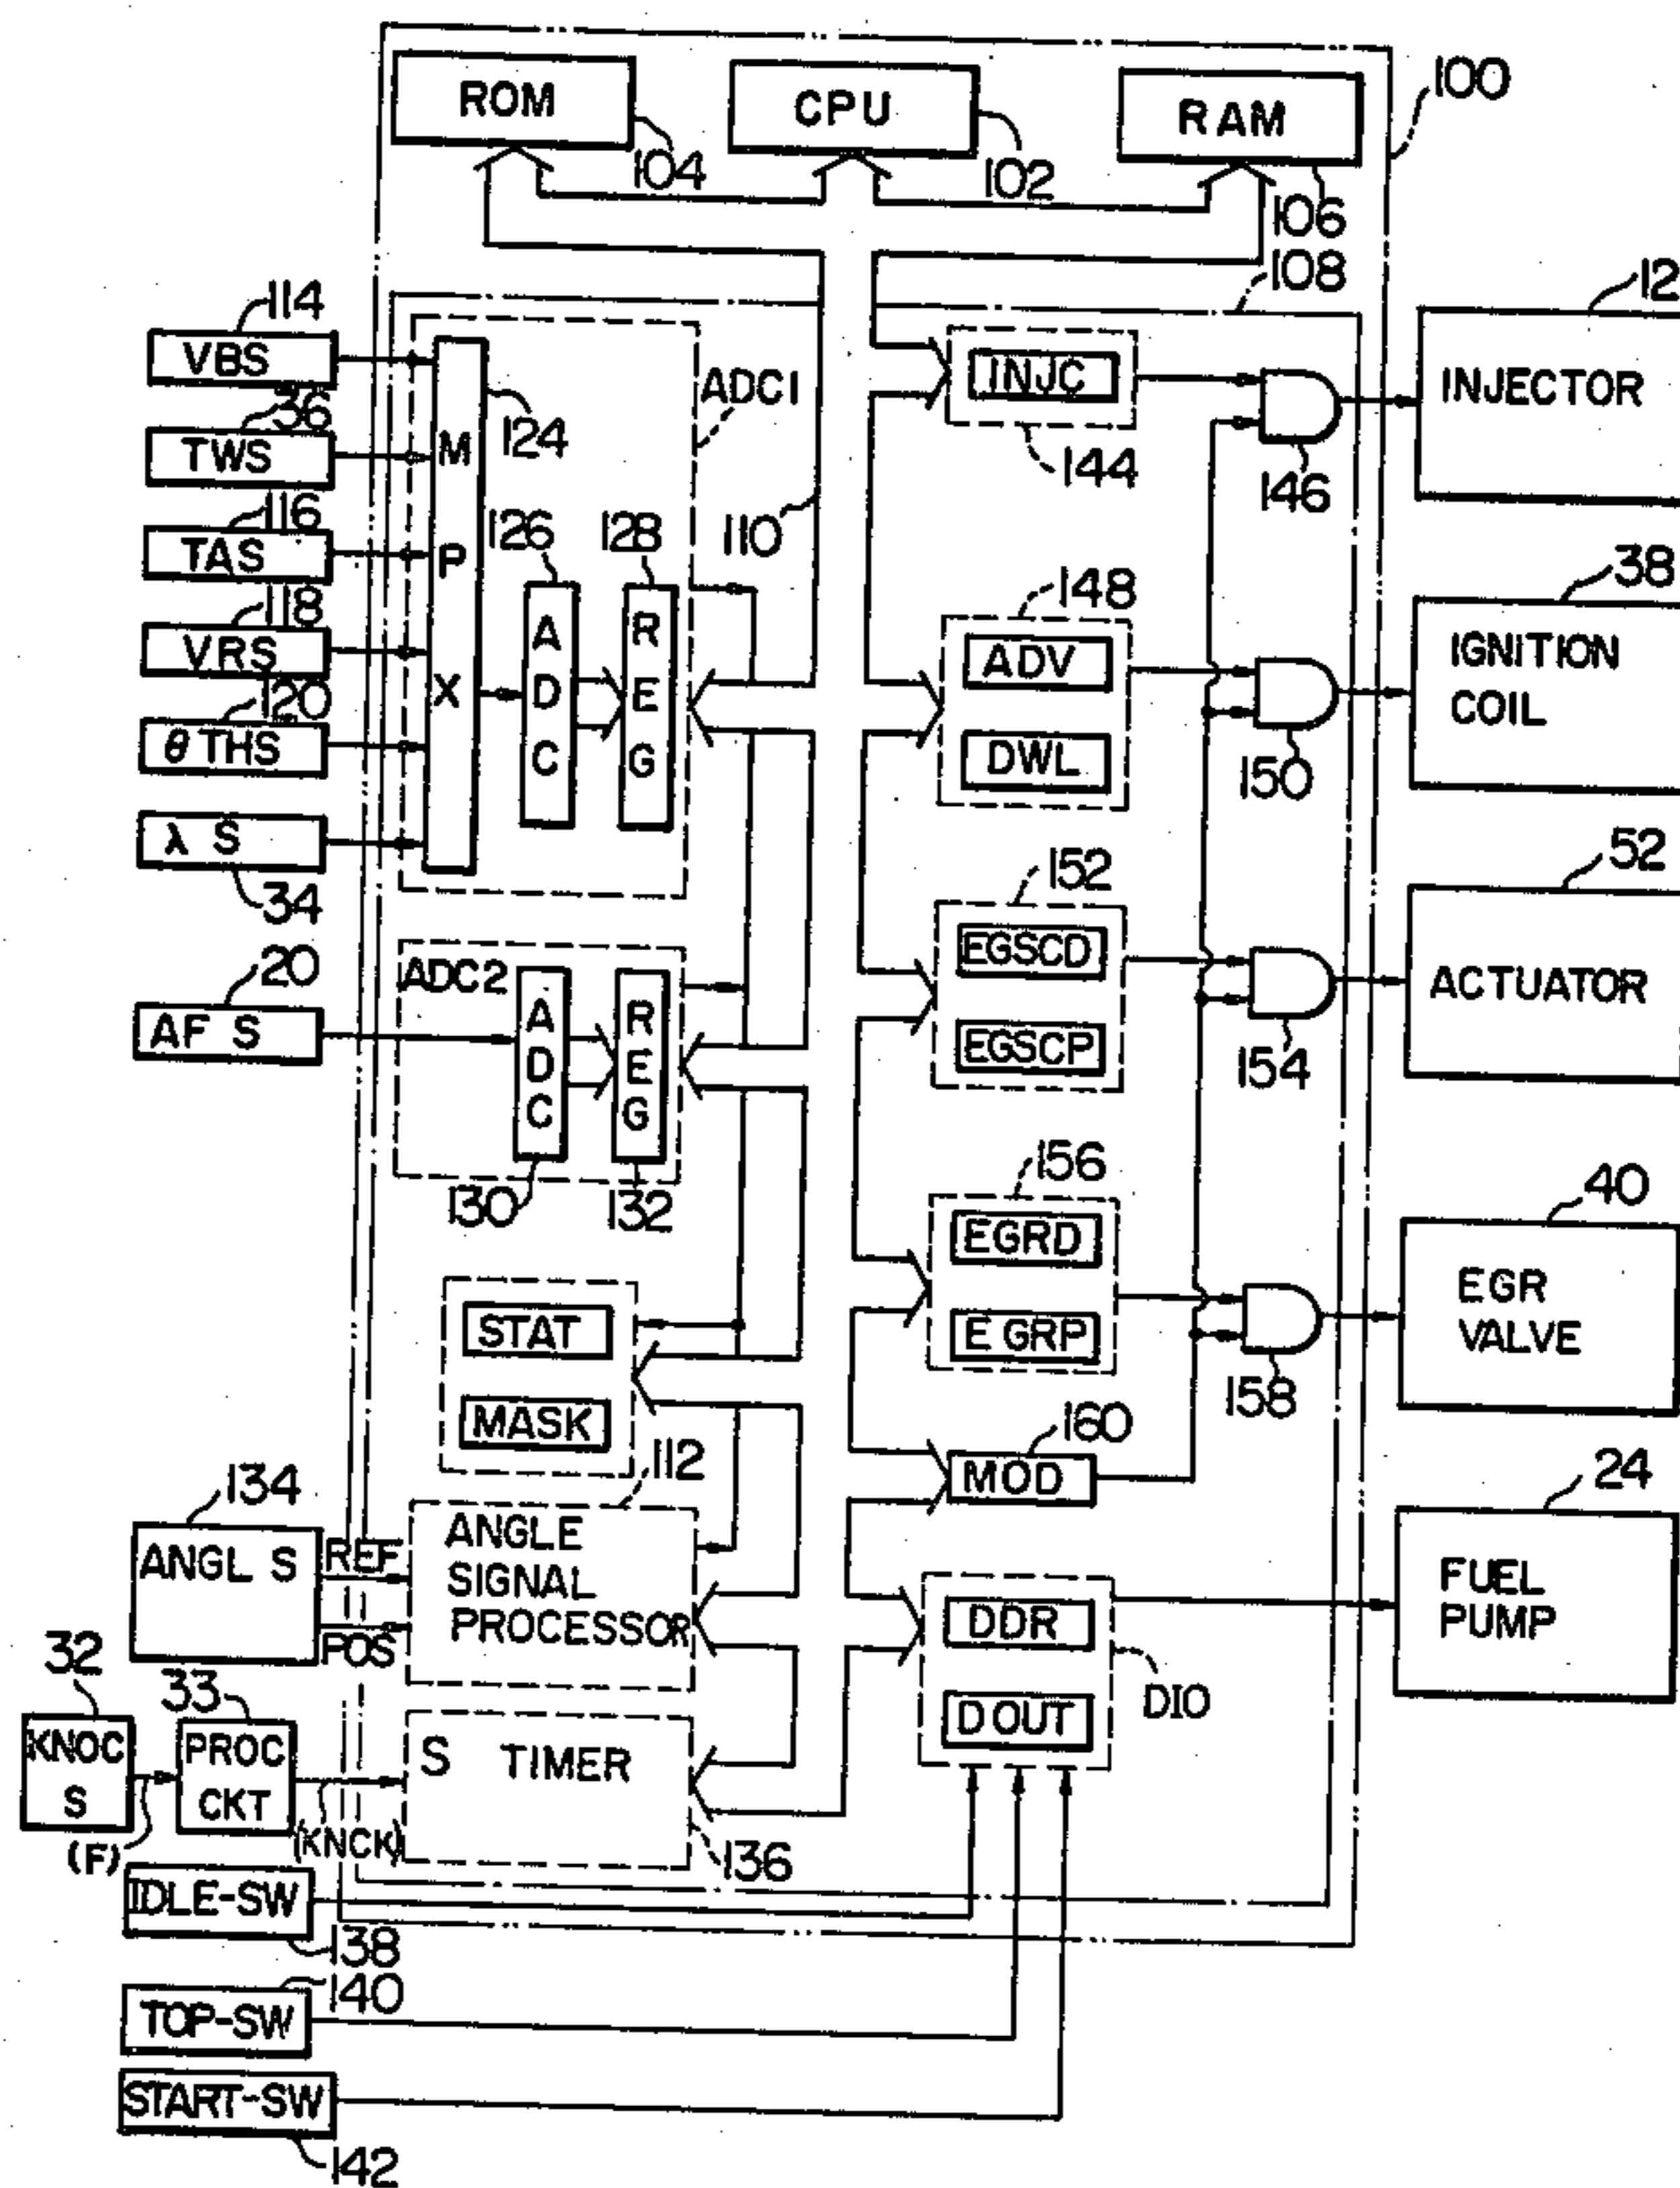 ROM
CPU
RAM
100
104
102
106
108
114
VBS
36
TWS
116
TAS
118
VRS
120
θ THS
λ S
34
M
P
X
124
ADC1
126
A
D
C
128
R
E
G
110
20
AF S
ADC2
A
D
C
R
E
G
130
132
STAT
MASK
112
134
ANGL S
REF
POS
ANGLE
SIGNAL
PROCESSOR
32
KNOC
S
(F)
33
PROC
CKT
(KNCK)
S TIMER
136
IDLE-SW
138
140
TOP-SW
START-SW
142
INJC
144
146
12
INJECTOR
148
ADV
DWL
150
38
IGNITION
COIL
152
EGSCD
EGSCP
154
52
ACTUATOR
156
EGRD
EGRP
158
40
EGR
VALVE
160
MOD
DDR
DOUT
DIO
24
FUEL
PUMP